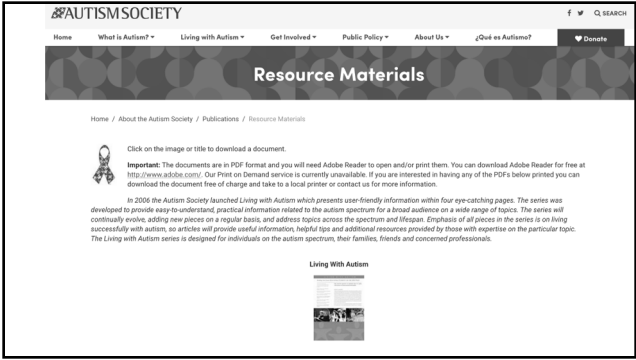 AUTISM SOCIETY
SEARCH
Home What is Autism? Living with Autism Get Involved Public Policy About Us ¿Qué es Autismo? Donate
Resource Materials
Home / About the Autism Society / Publications / Resource Materials
Click on the image or title to download a document.
Important: The documents are in PDF format and you will need Adobe Reader to open and/or print them. You can download Adobe Reader for free at
http://www.adobe.com/. Our Print on Demand service is currently unavailable. If you are interested in having any of the PDFs below printed you can
download the document free of charge and take to a local printer or contact us for more information.
In 2006 the Autism Society launched Living with Autism which presents user-friendly information within four eye-catching pages. The series was
developed to provide easy-to-understand, practical information related to the autism spectrum for a broad audience on a wide range of topics. The series will
continually evolve, adding new pieces on a regular basis, and address topics across the spectrum and lifespan. Emphasis of all pieces in the series is on living
successfully with autism, so articles will provide useful information, helpful tips and additional resources provided by those with expertise on the particular topic.
The Living with Autism series is designed for individuals on the autism spectrum, their families, friends and concerned professionals.
Living With Autism